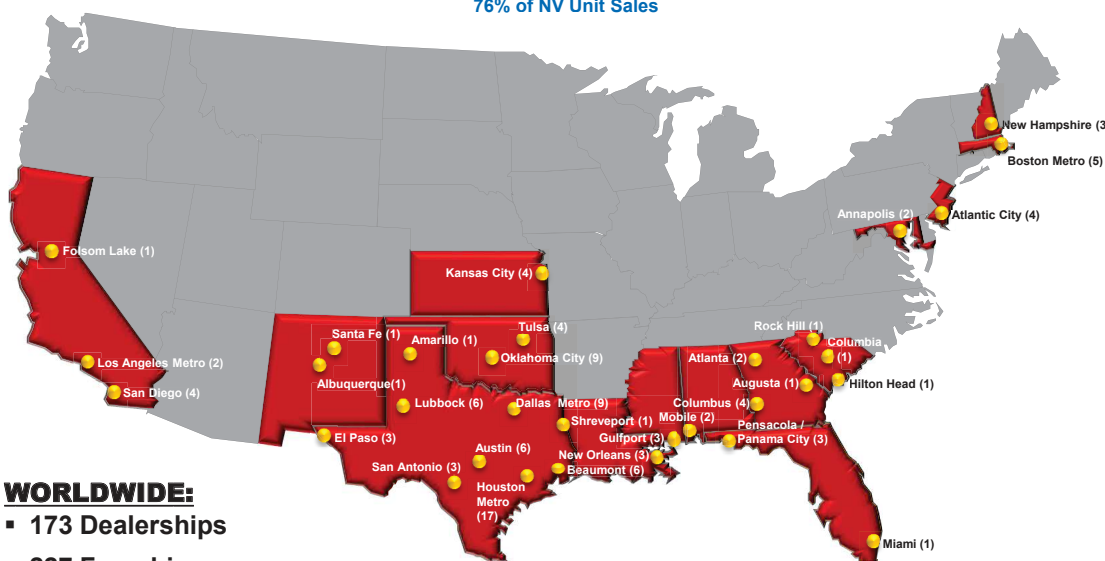 76% of NV Unit Sales
New Hampshire (3
Boston Metro (5)
Annapolis (2)
Atlantic City (4)
Folsom Lake (1)
Kansas City (4)
Tulsa (4)
Rock Hill (1)
Santa Fe (1)
Amarillo (1)
Columbia
(1)
Oklahoma City (9)
Atlanta (2)
Los Angeles Metro (2)
Albuquerque(1)
Augusta (1)
Hilton Head (1)
San Diego (4)
Lubbock (6)
Dallas Metro (9)
Columbus (4)
Shreveport (1)
Mobile (2)
Pensacola /
Panama City (3)
El Paso (3)
Gulfport (3)
Austin (6)
New Orleans (3)
San Antonio (3)
Beaumont (6)
Houston
Metro
(17)
WORLDWIDE:
▪ 173 Dealerships
Miami (1)